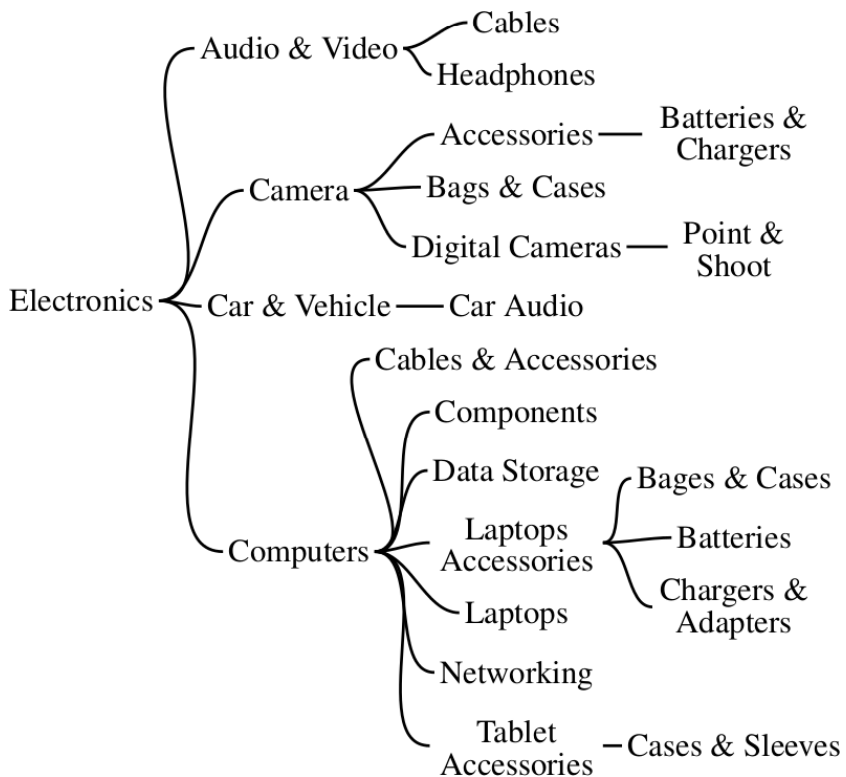 Cables
Audio & Video
Headphones
Batteries &
Accessories
Chargers
Camera
Bags & Cases
Digital Cameras
Point &
Shoot
Electronics
Car & Vehicle
Car Audio
Cables & Accessories
Components
Data Storage
Bages & Cases
Laptops
Accessories
Batteries
Computers
Chargers &
Adapters
Laptops
Networking
Tablet
Accessories
Cases & Sleeves